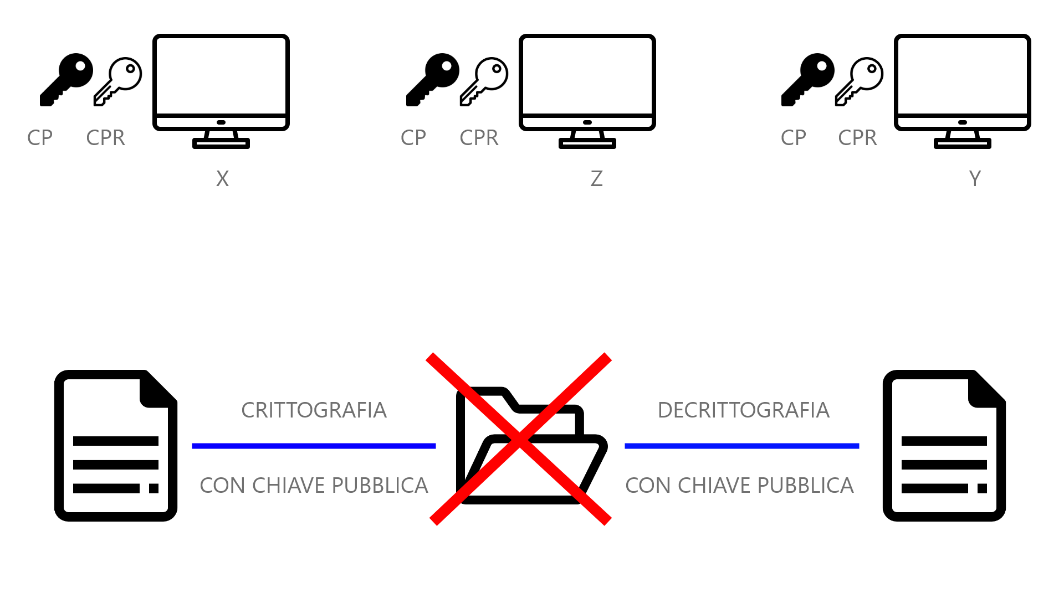 CP CPR
CP CPR
CP CPR
X
Z
Y
CRITTOGRAFIA
CON CHIAVE PUBBLICA
DECRITTOGRAFIA
CON CHIAVE PUBBLICA